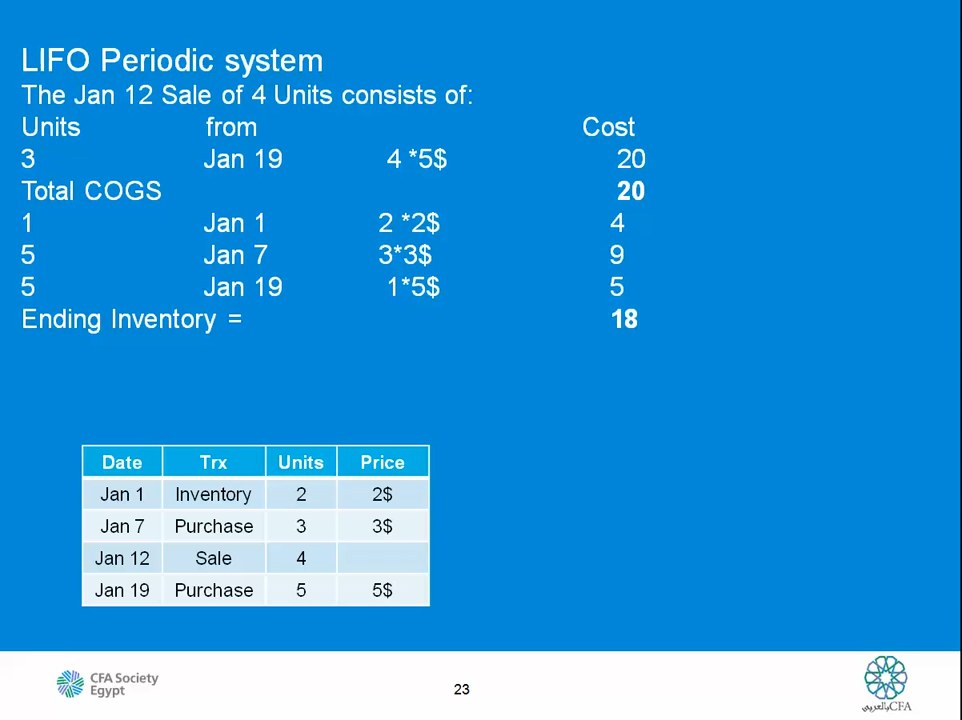 LIFO Periodic system
The Jan 12 Sale of 4 Units consists of:
Units from Cost
3 Jan 19 4 *5$ 20
Total COGS 20
1 Jan 1 2 *2$ 4
5 Jan 7 3*3$ 9
5 Jan 19 1*5$ 5
Ending Inventory = 18
Date Trx Units Price
Jan 1 Inventory 2 2$
Jan 7 Purchase 3 3$
Jan 12 Sale 4
Jan 19 Purchase 5 5$
CFA Society
Egypt
23
CFA بالعربي